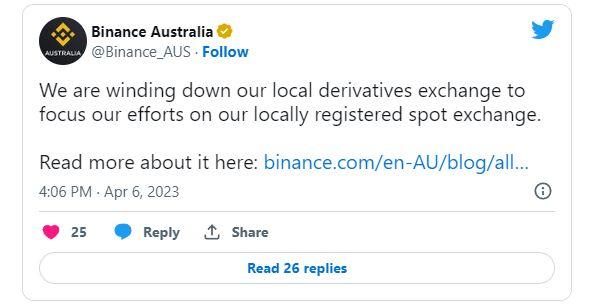 AUSTRALIA
Binance Australia
@Binance_AUS · Follow
We are winding down our local derivatives exchange to
focus our efforts on our locally registered spot exchange.
Read more about it here: binance.com/en-AU/blog/all...
4:06 PM · Apr 6, 2023
25 Reply Share
Read 26 replies